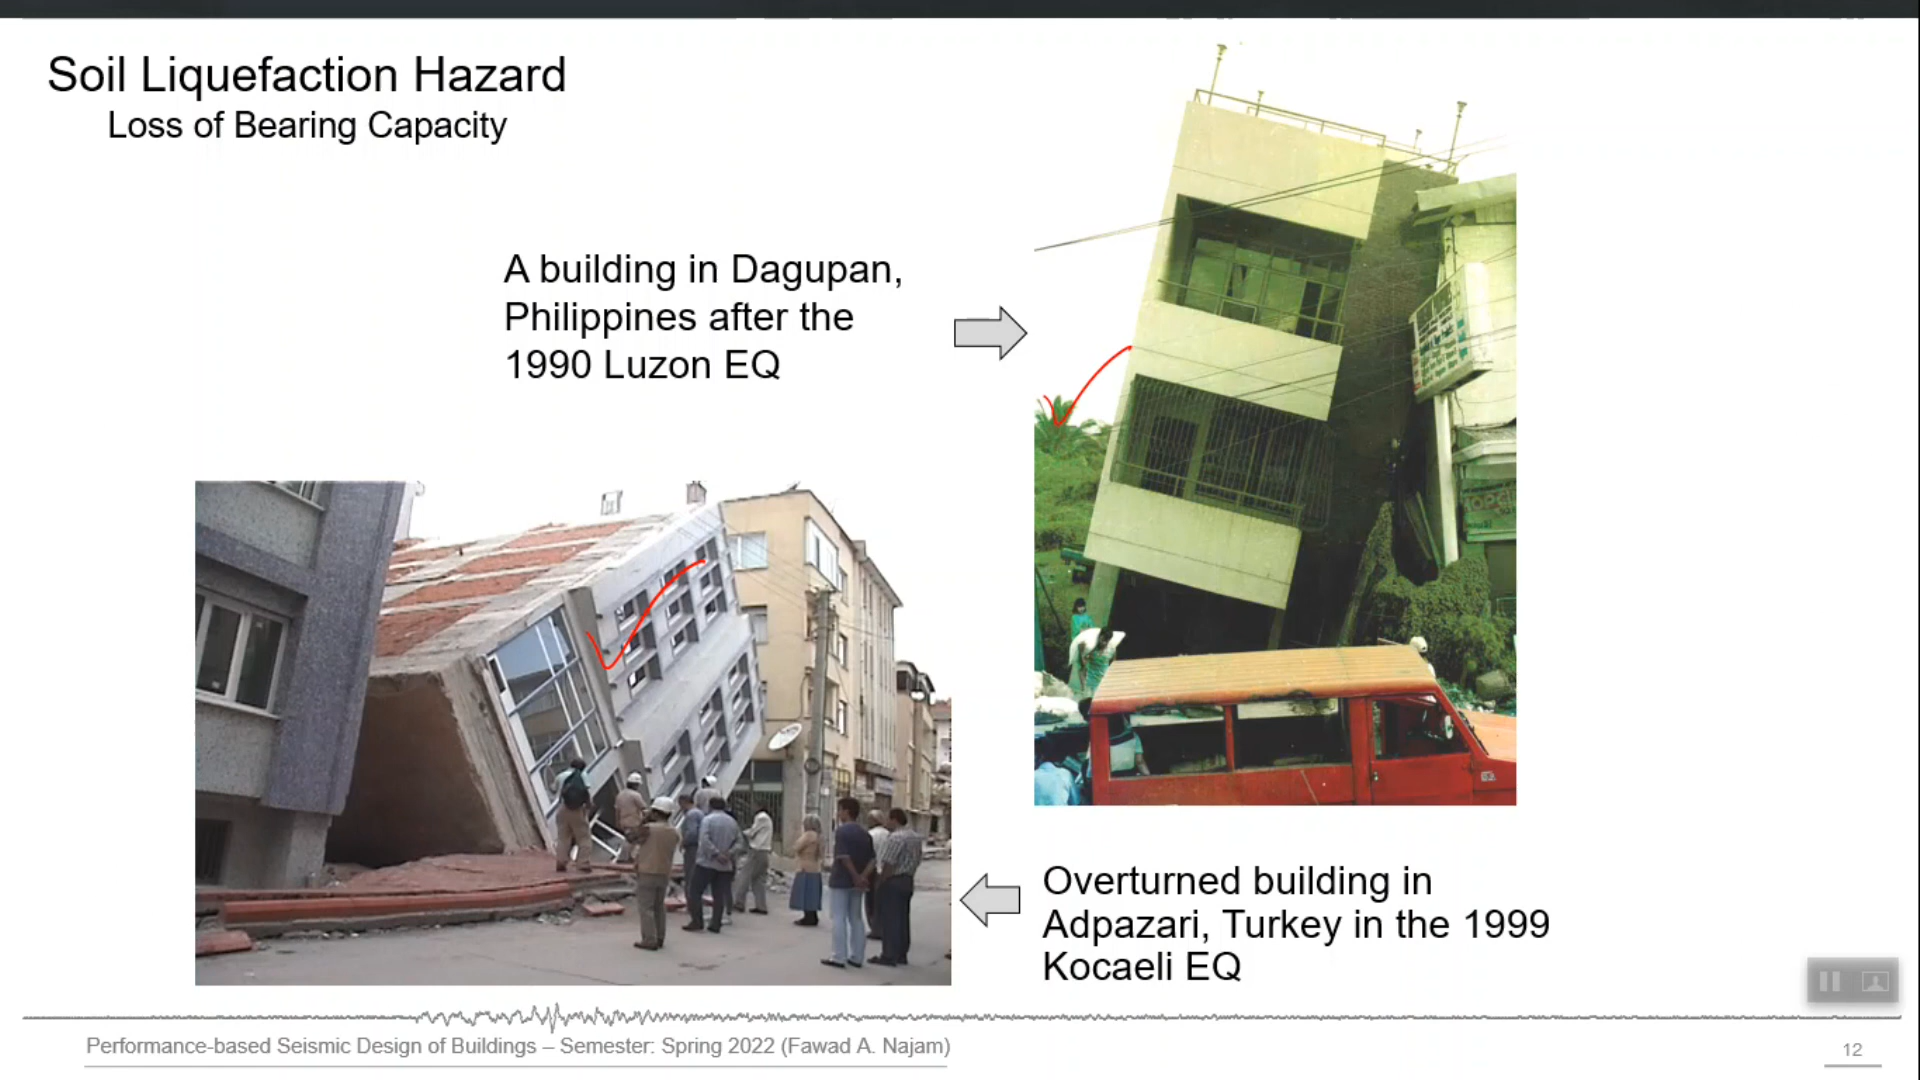 Soil Liquefaction Hazard
Loss of Bearing Capacity
A building in Dagupan,
Philippines after the
1990 Luzon EQ
Overturned building in
Adpazari, Turkey in the 1999
Kocaeli EQ
Performance-based Seismic Design of Buildings – Semester: Spring 2022 (Fawad A. Najam)
12